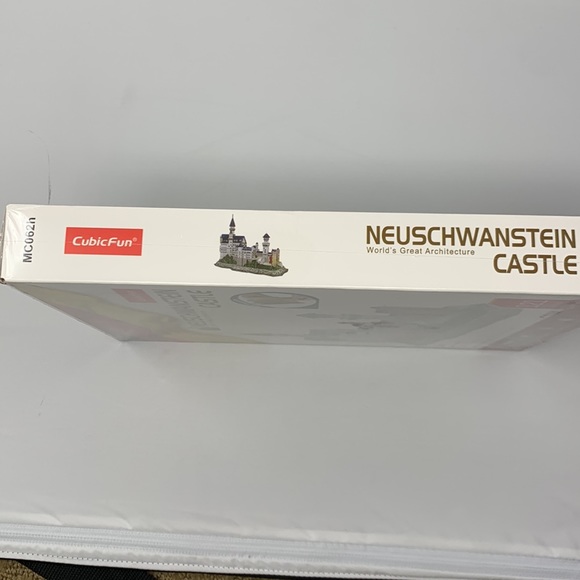 MC062h
CubicFun®
NEUSCHWANSTEIN
World's Great Architecture
CASTLE